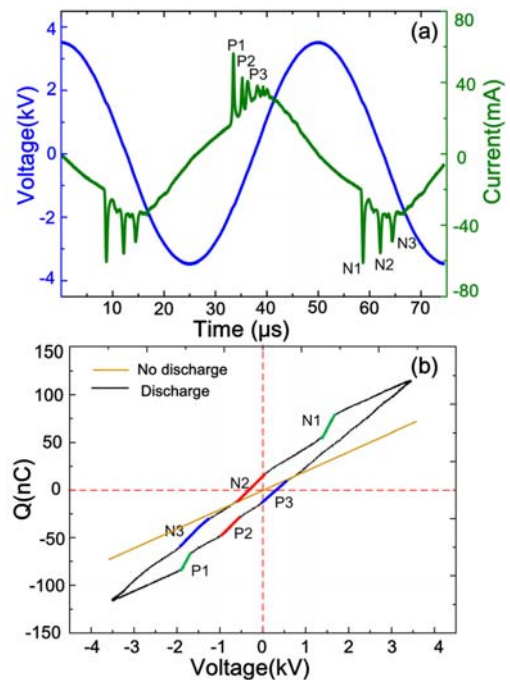 (a)
4
2
0
-2
-4
Voltage(kV)
80
40
0
-40
-80
Current(mA)
P1
P2
P3
N3
N1 N2
10 20 30 40 50 60 70
Time (μs)
(b)
150
100
50
0
-50
-100
-150
Q(nC)
No discharge
Discharge
N1
N2
P3
N3
P2
P1
-4 -3 -2 -1 0 1 2 3 4
Voltage(kV)